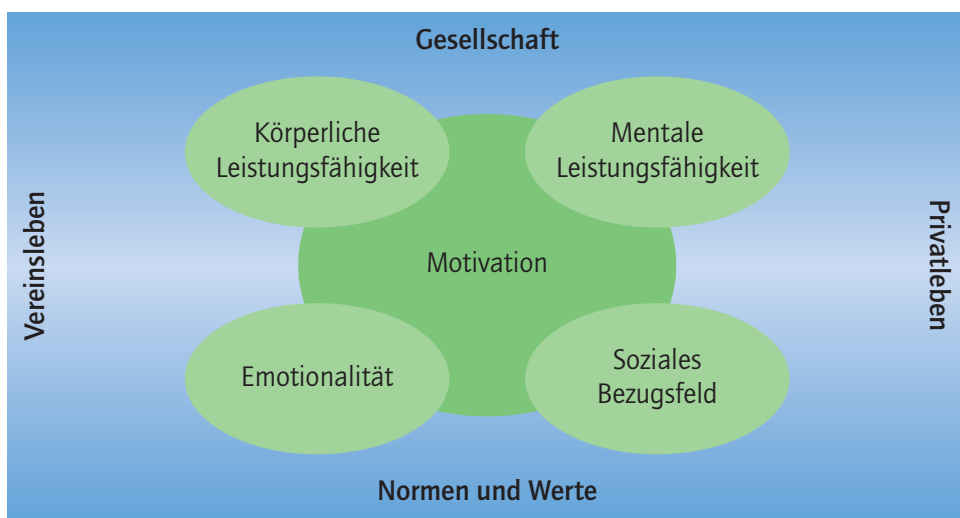 Gesellschaft
Körperliche
Leistungsfähigkeit
Mentale
Leistungsfähigkeit
Vereinsleben
Motivation
Privatleben
Emotionalität
Soziales
Bezugsfeld
Normen und Werte